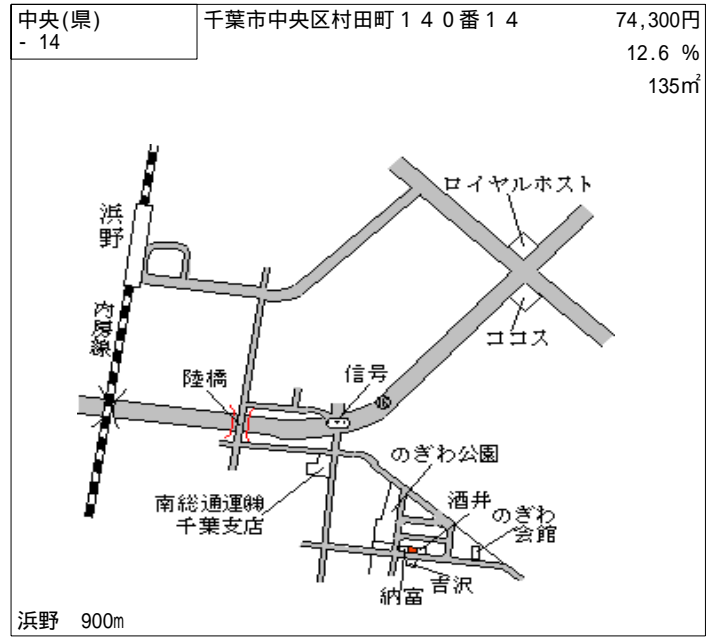 中央(県)
- 14
千葉市中央区村田町１４０番１４
74,300円
12.6 %
135㎡
ロイヤルホスト
浜野
内房線
ココス
陸橋
信号
16
のぎわ公園
南総通運㈱
千葉支店
酒井
のぎわ
会館
吉沢
納富
浜野 900m